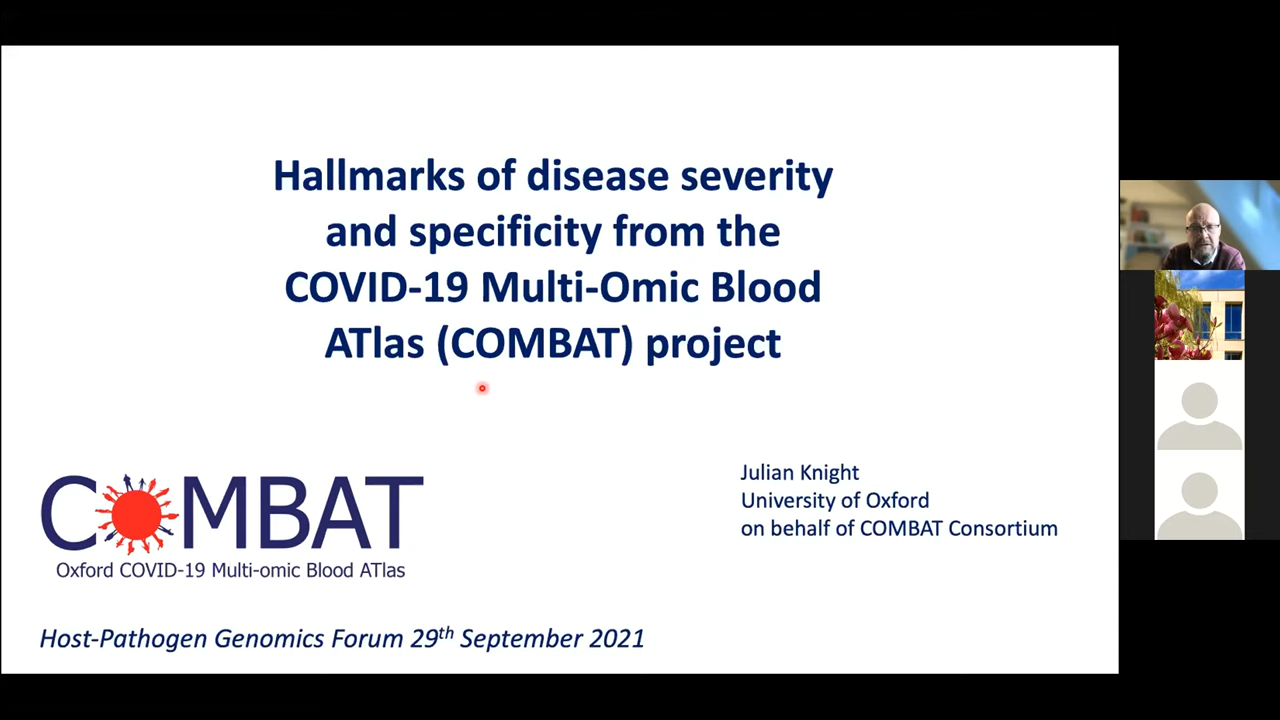 Hallmarks of disease severity
and specificity from the
COVID-19 Multi-Omic Blood
ATlas (COMBAT) project
Julian Knight
University of Oxford
on behalf of COMBAT Consortium
COMBAT
Oxford COVID-19 Multi-omic Blood ATlas
Host-Pathogen Genomics Forum 29th September 2021